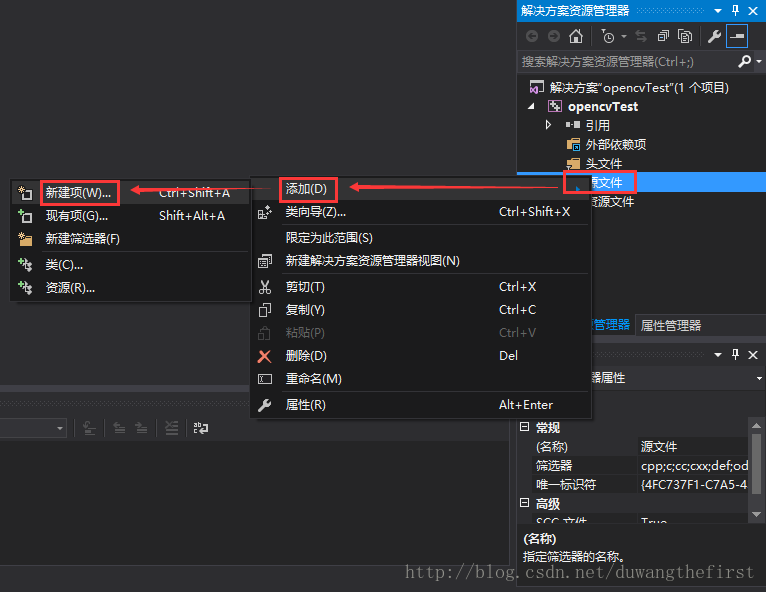 解决方案资源管理器
搜索解决方案资源管理器(Ctrl+;)
解决方案"opencvTest"(1 个项目)
opencvTest
引用
外部依赖项
头文件
源文件
资源文件
新建项(W)... Ctrl+Shift+A
现有项(G)... Shift+Alt+A
新建筛选器(F)
类(C)...
资源(R)...
添加(D)
类向导(Z)... Ctrl+Shift+X
限定为此范围(S)
新建解决方案资源管理器视图(N)
剪切(T) Ctrl+X
复制(Y) Ctrl+C
粘贴(P) Ctrl+V
删除(D) Del
重命名(M)
属性(R) Alt+Enter
管理器 属性管理器
器属性
常规
(名称) 源文件
筛选器 cpp;c;cc;cxx;def;od
唯一标识符 {4FC737F1-C7A5-4
高级
SCC 文件 True
(名称)
指定筛选器的名称。
http://blog.csdn.net/duwangthefirst